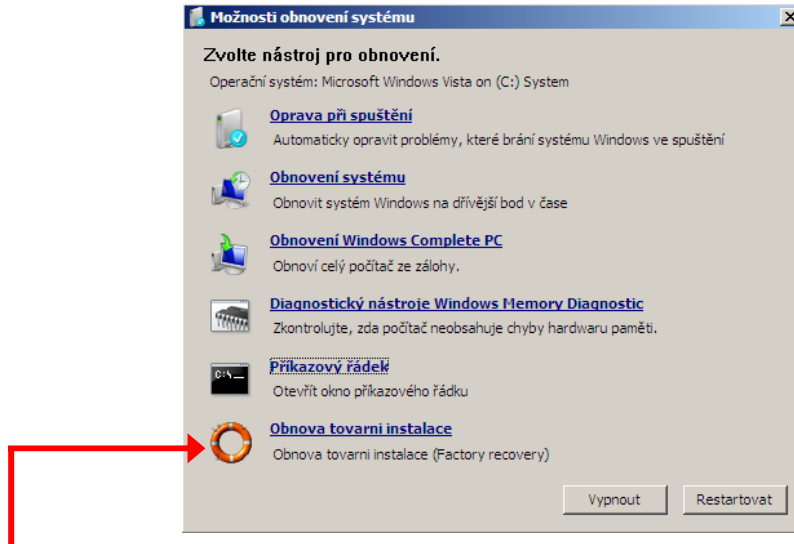 Možnosti obnovení systému
Zvolte nástroj pro obnovení.
Operační systém: Microsoft Windows Vista on (C:) System
Oprava při spuštění
Automaticky opravit problémy, které brání systému Windows ve spuštění
Obnovení systému
Obnovit systém Windows na dřívější bod v čase
Obnovení Windows Complete PC
Obnoví celý počítač ze zálohy.
Diagnostický nástroje Windows Memory Diagnostic
Zkontrolujte, zda počítač neobsahuje chyby hardwaru paměti.
C:\_
Příkazový řádek
Otevřít okno příkazového řádku
Obnova tovarni instalace
Obnova tovarni instalace (Factory recovery)
Vypnout Restartovat